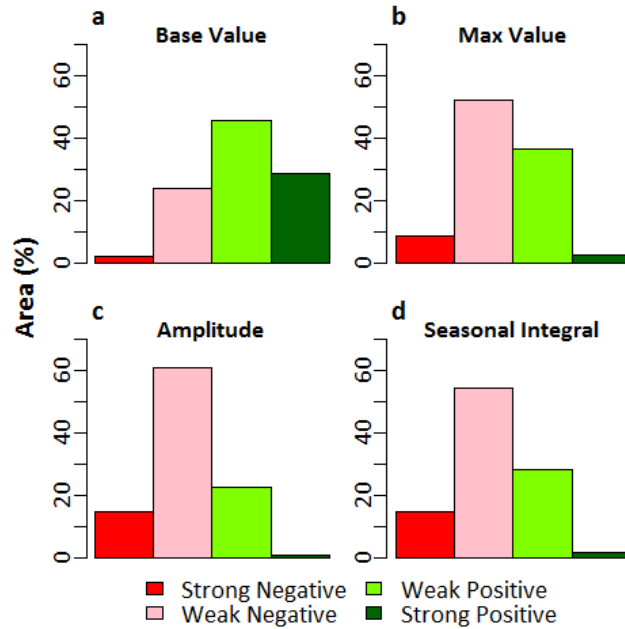 a
Base Value
60
40
20
0
b
Max Value
60
40
20
0
Area (%)
c
Amplitude
60
40
20
0
d
Seasonal Integral
60
40
20
0
Strong Negative
Weak Positive
Weak Negative
Strong Positive